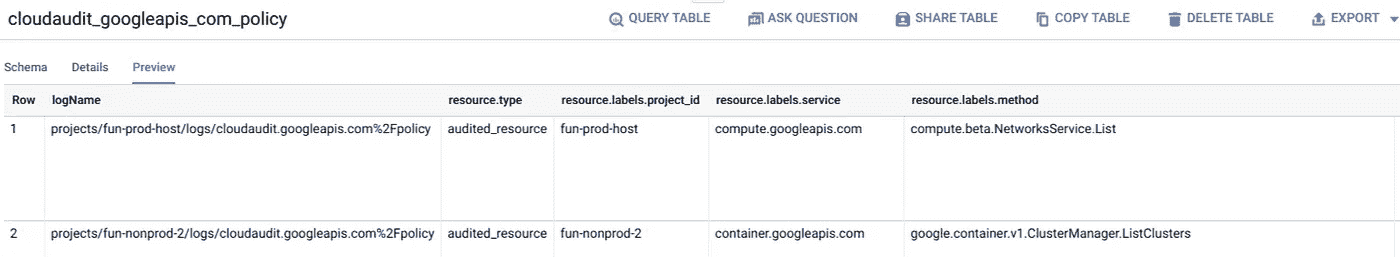 cloudaudit_googleapis_com_policy QUERY TABLE ASK QUESTION SHARE TABLE COPY TABLE DELETE TABLE EXPORT
Schema Details Preview
Row logName resource.type resource.labels.project_id resource.labels.service resource.labels.method
1 projects/fun-prod-host/logs/cloudaudit.googleapis.com%2Fpolicy audited_resource fun-prod-host compute.googleapis.com compute.beta.NetworksService.List
2 projects/fun-nonprod-2/logs/cloudaudit.googleapis.com%2Fpolicy audited_resource fun-nonprod-2 container.googleapis.com google.container.v1.ClusterManager.ListClusters